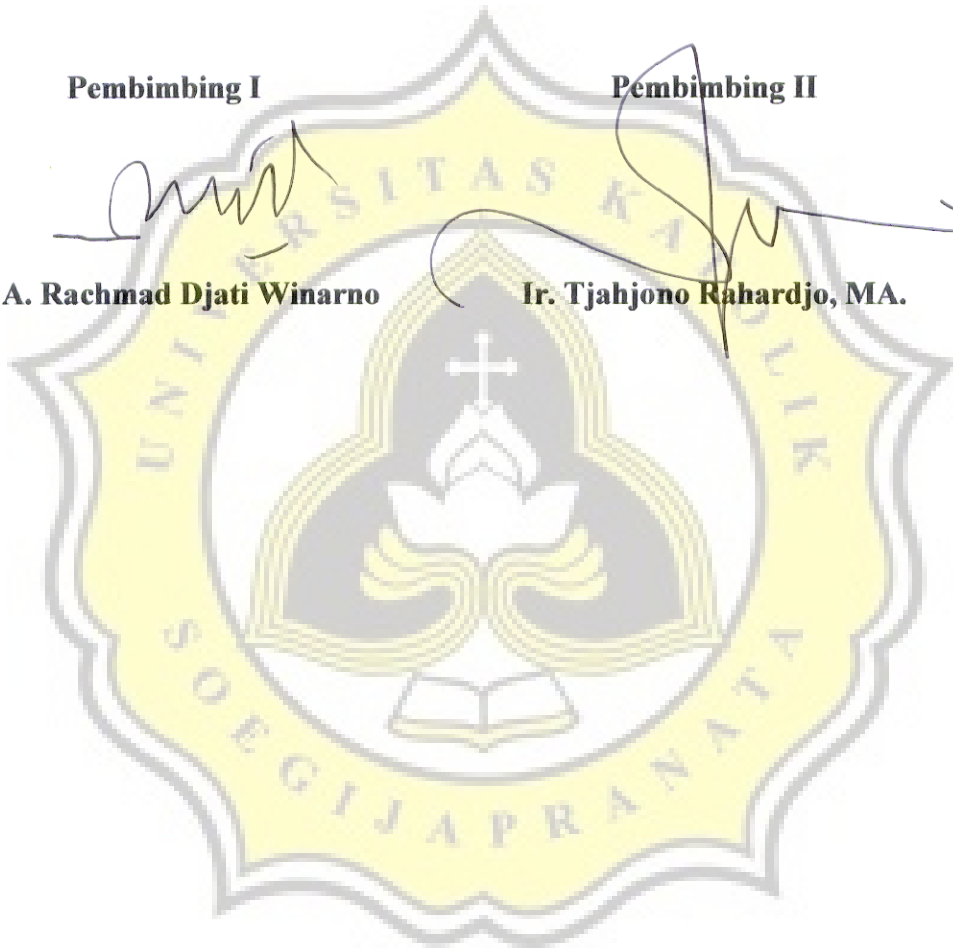 Pembimbing I Pembimbing II
A. Rachmad Djati Winarno Ir. Tjahjono Rahardjo, MA.
UNIVERSITAS KATOLIK
SOEGIJAPRANATA